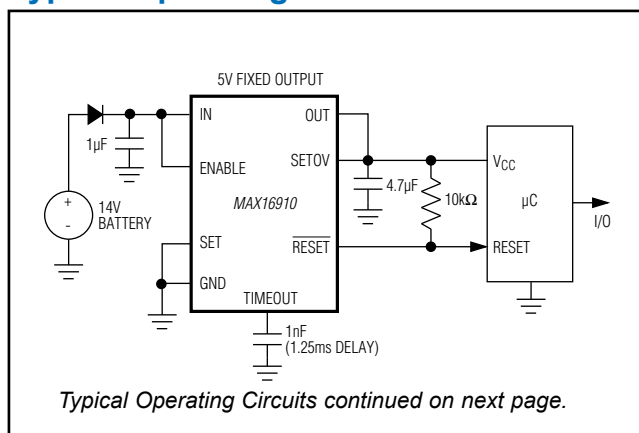 5V FIXED OUTPUT
IN
OUT
1µF
ENABLE
SETOV
VCC
4.7µF
10kΩ
µC
MAX16910
I/O
+
-
14V
BATTERY
SET
RESET
RESET
GND
TIMEOUT
1nF
(1.25ms DELAY)
Typical Operating Circuits continued on next page.